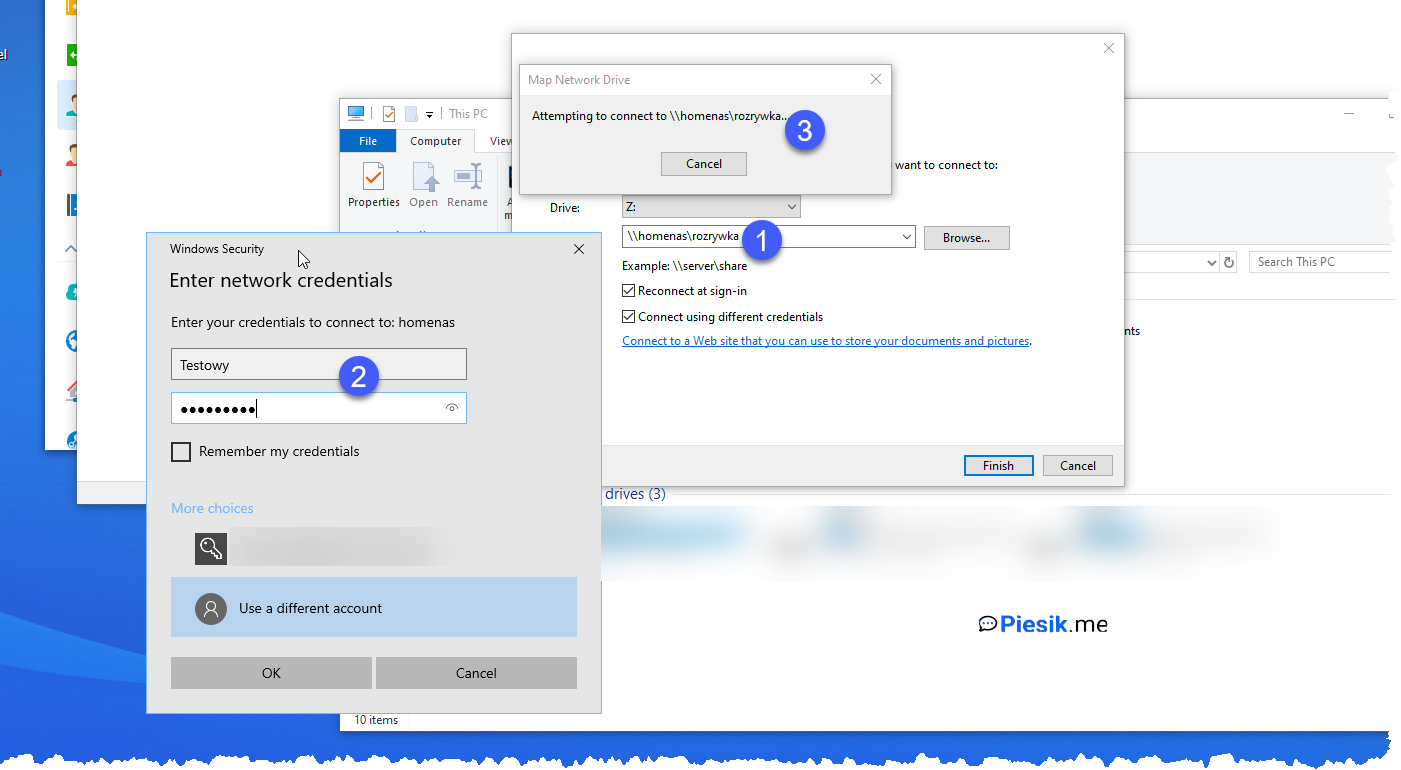 el
Map Network Drive
Attempting to connect to \\homenas\rozrywka...
3
Cancel
This PC
File
Computer
View
Properties
Open
Rename
want to connect to:
Drive:
Z:
\\homenas\rozrywka
1
Browse...
Example: \\server\share
Reconnect at sign-in
Connect using different credentials
Connect to a Web site that you can use to store your documents and pictures.
Finish
Cancel
Search This PC
nts
Windows Security
Enter network credentials
Enter your credentials to connect to: homenas
Testowy
2
●●●●●●●●●
Remember my credentials
More choices
Use a different account
OK
Cancel
drives (3)
Piesik.me
10 items